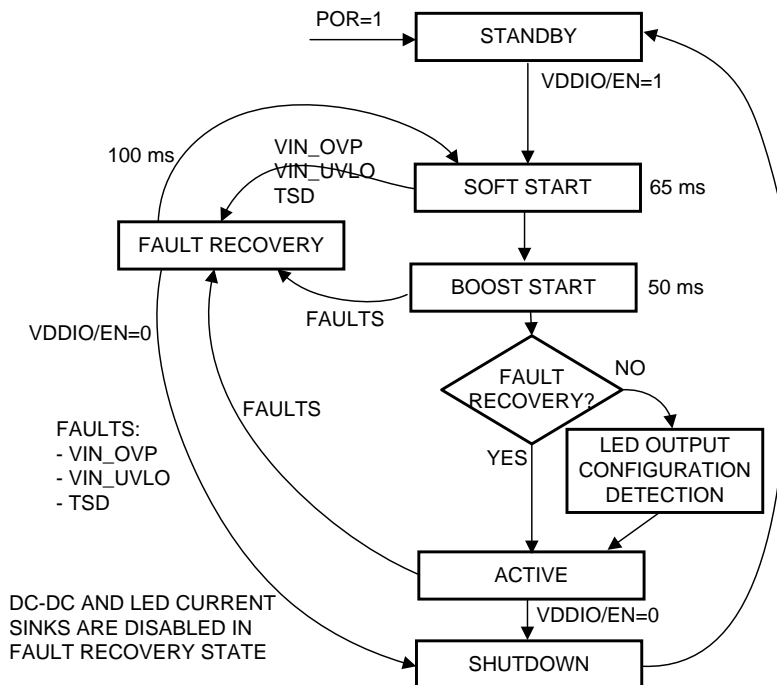 POR=1
STANDBY
VDDIO/EN=1
100 ms
VIN_OVP
VIN_UVLO
TSD
SOFT START
65 ms
FAULT RECOVERY
BOOST START
50 ms
FAULTS
VDDIO/EN=0
FAULT
RECOVERY?
NO
FAULTS
YES
LED OUTPUT
CONFIGURATION
DETECTION
FAULTS:
- VIN_OVP
- VIN_UVLO
- TSD
ACTIVE
VDDIO/EN=0
DC-DC AND LED CURRENT
SINKS ARE DISABLED IN
FAULT RECOVERY STATE
SHUTDOWN